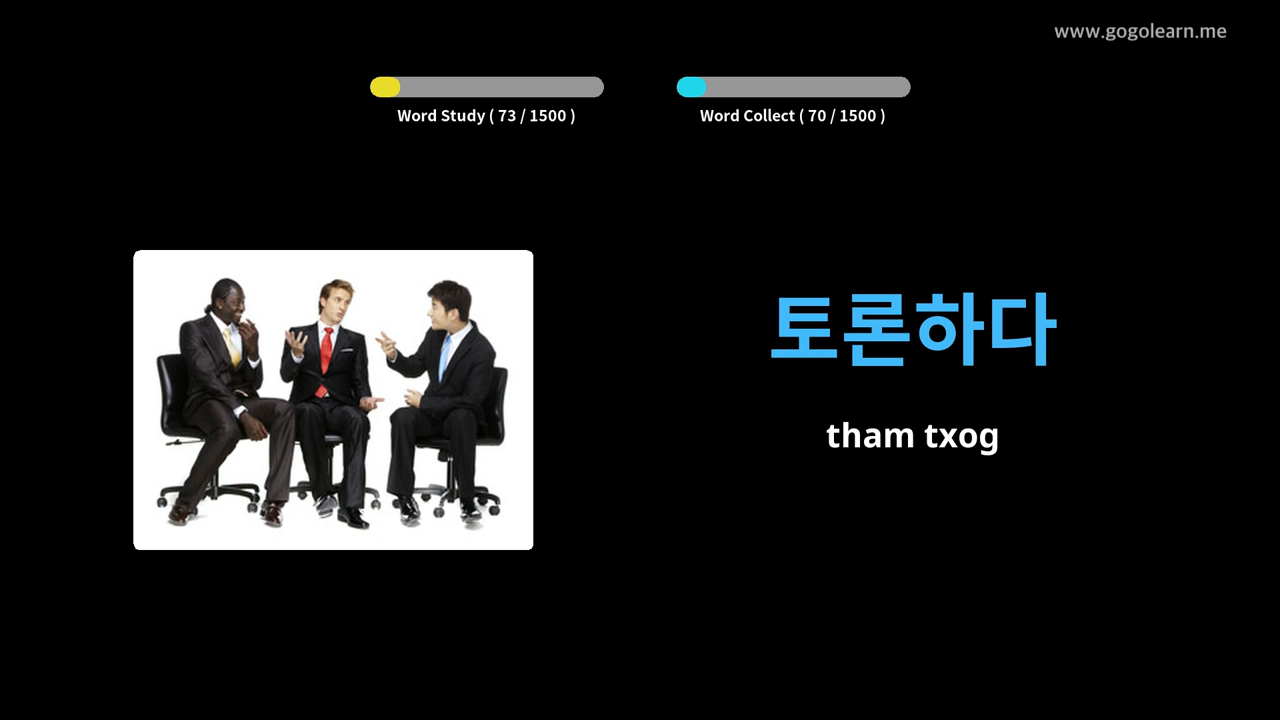 www.gogolearn.me
Word Study ( 73 / 1500 )
Word Collect ( 70 / 1500 )
토론하다
tham txog